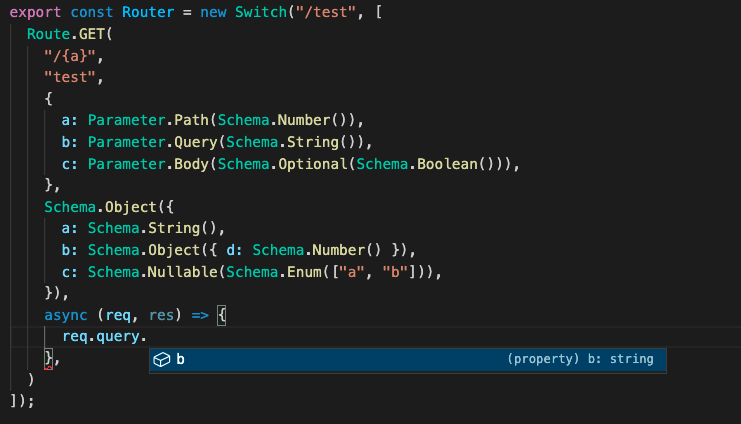 export const Router = new Switch("/test", [
Route.GET(
"/{a}",
"test",
{
a: Parameter.Path(Schema.Number()),
b: Parameter.Query(Schema.String()),
c: Parameter.Body(Schema.Optional(Schema.Boolean())),
},
Schema.Object({
a: Schema.String(),
b: Schema.Object({ d: Schema.Number() }),
c: Schema.Nullable(Schema.Enum(["a", "b"])),
}),
async (req, res) => {
req.query.
b (property) b: string
},
)
]);